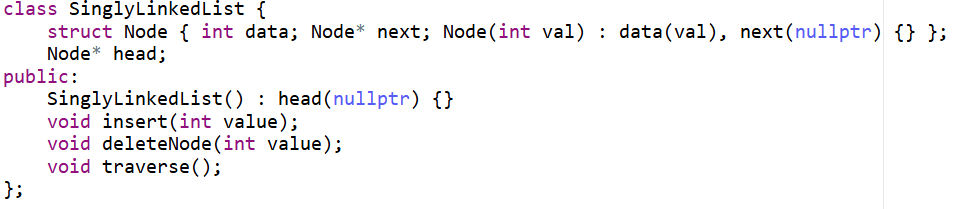 class SinglyLinkedList {
    struct Node { int data; Node* next; Node(int val) : data(val), next(nullptr) {} };
    Node* head;
public:
    SinglyLinkedList() : head(nullptr) {}
    void insert(int value);
    void deleteNode(int value);
    void traverse();
};